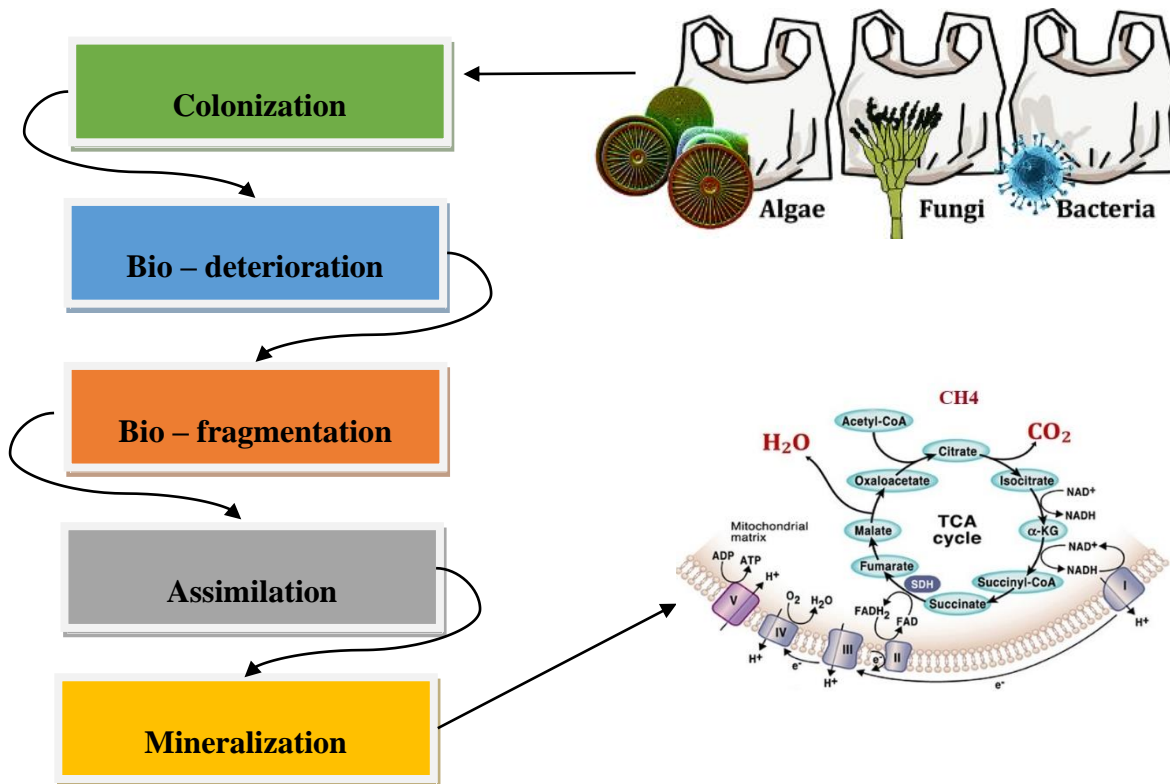 Colonization
Bio – deterioration
Bio – fragmentation
Assimilation
Mineralization
Algae
Fungi
Bacteria
CH4
H₂O
CO₂
Acetyl-CoA
Citrate
Oxaloacetate
Isocitrate
NAD⁺
NADH
Malate
TCA
cycle
α-KG
NAD⁺
NADH
Mitochondrial
matrix
Fumarate
SDH
Succinyl-CoA
Succinate
ADP
ATP
H⁺
V
O₂
H₂O
FADH₂
FAD
I
H⁺
IV
III
e⁻
II
H⁺
e⁻
H⁺
e⁻